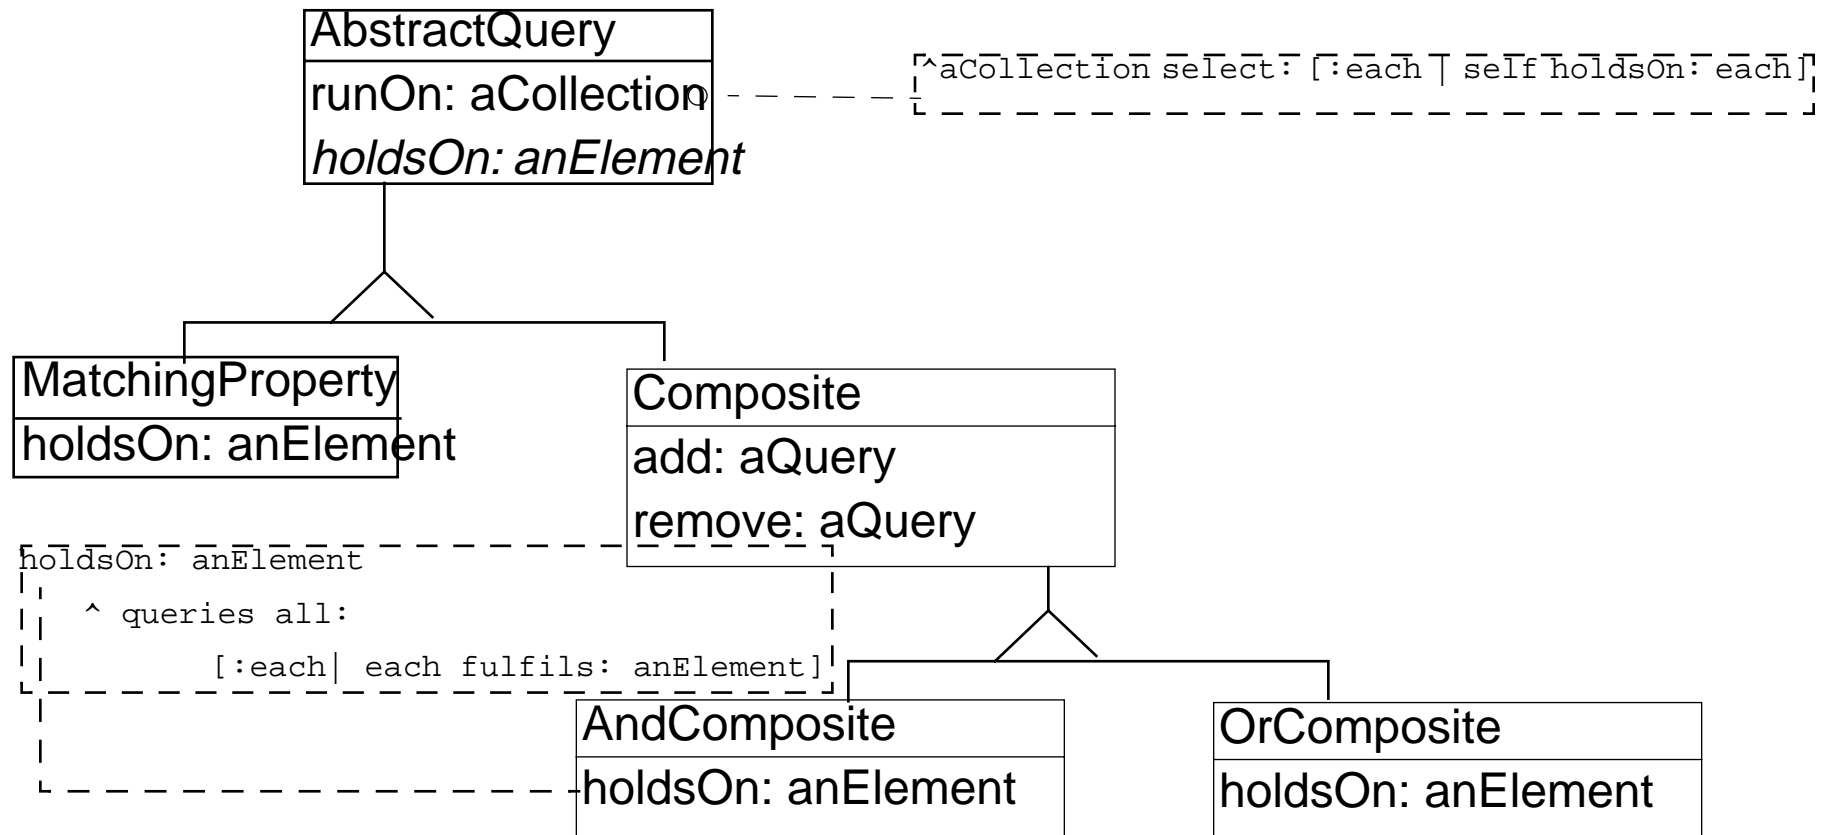 AbstractQuery
runOn: aCollection
holdsOn: anElement
^aCollection select: [:each | self holdsOn: each]
MatchingProperty
holdsOn: anElement
Composite
add: aQuery
remove: aQuery
holdsOn: anElement
^ queries all:
[:each| each fulfils: anElement]
AndComposite
holdsOn: anElement
OrComposite
holdsOn: anElement